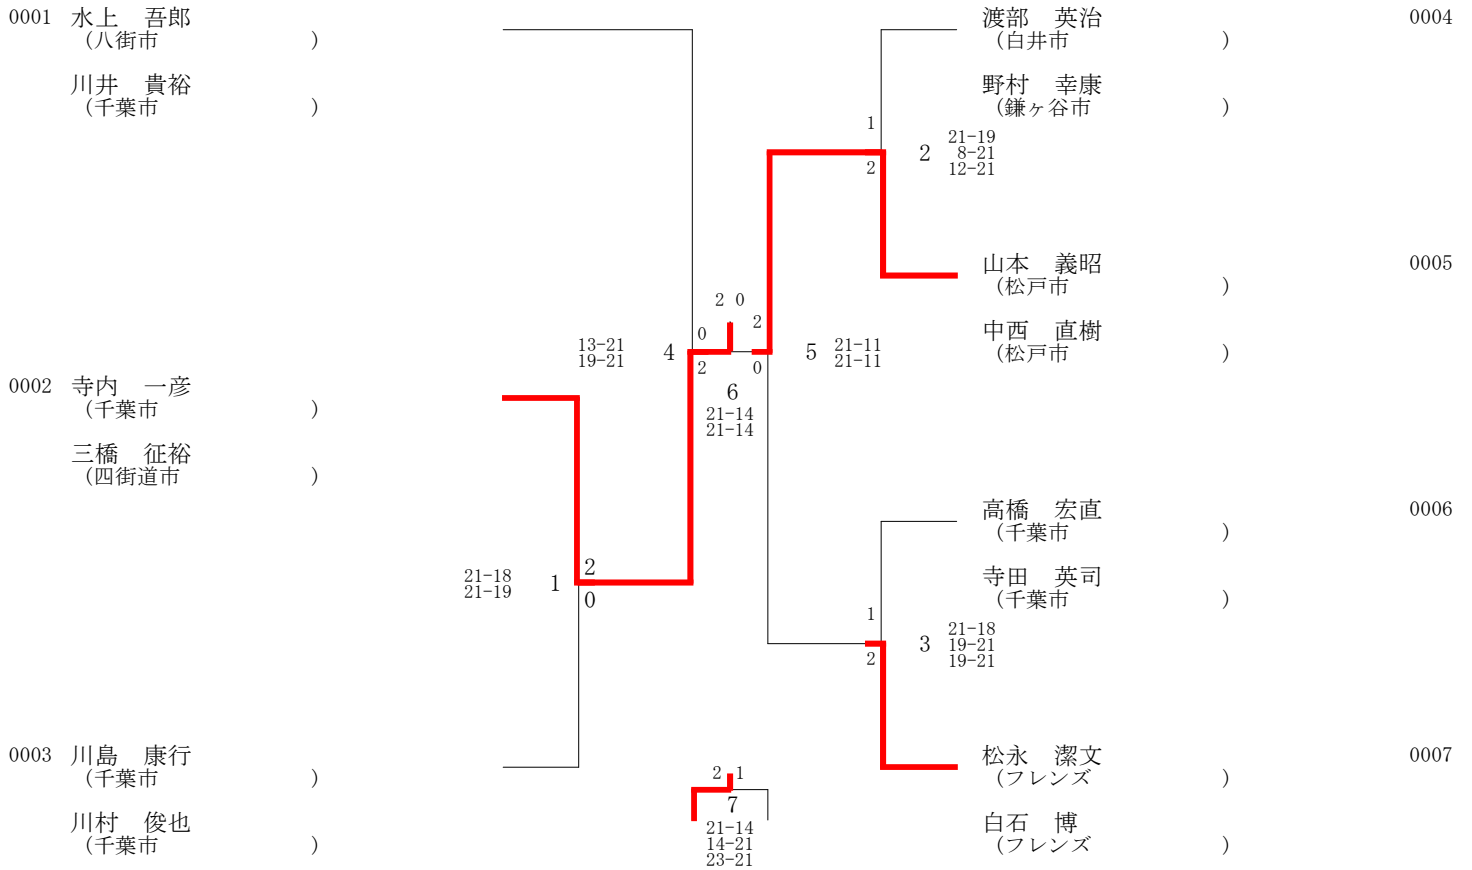 0001 水上 吾郎
(八街市 )
川井 貴裕
(千葉市 )
0002 寺内 一彦
(千葉市 )
三橋 征裕
(四街道市 )
0003 川島 康行
(千葉市 )
川村 俊也
(千葉市 )
21-18
21-19
1
2
0
13-21
19-21
4
0
2
2 0
6
21-14
21-14
2
0
5
21-11
21-11
1
2
2
21-19
8-21
12-21
1
2
3
21-18
19-21
19-21
2 1
7
21-14
14-21
23-21
渡部 英治 0004
(白井市 )
野村 幸康
(鎌ヶ谷市 )
山本 義昭 0005
(松戸市 )
中西 直樹
(松戸市 )
高橋 宏直 0006
(千葉市 )
寺田 英司
(千葉市 )
松永 潔文 0007
(フレンズ )
白石 博
(フレンズ )